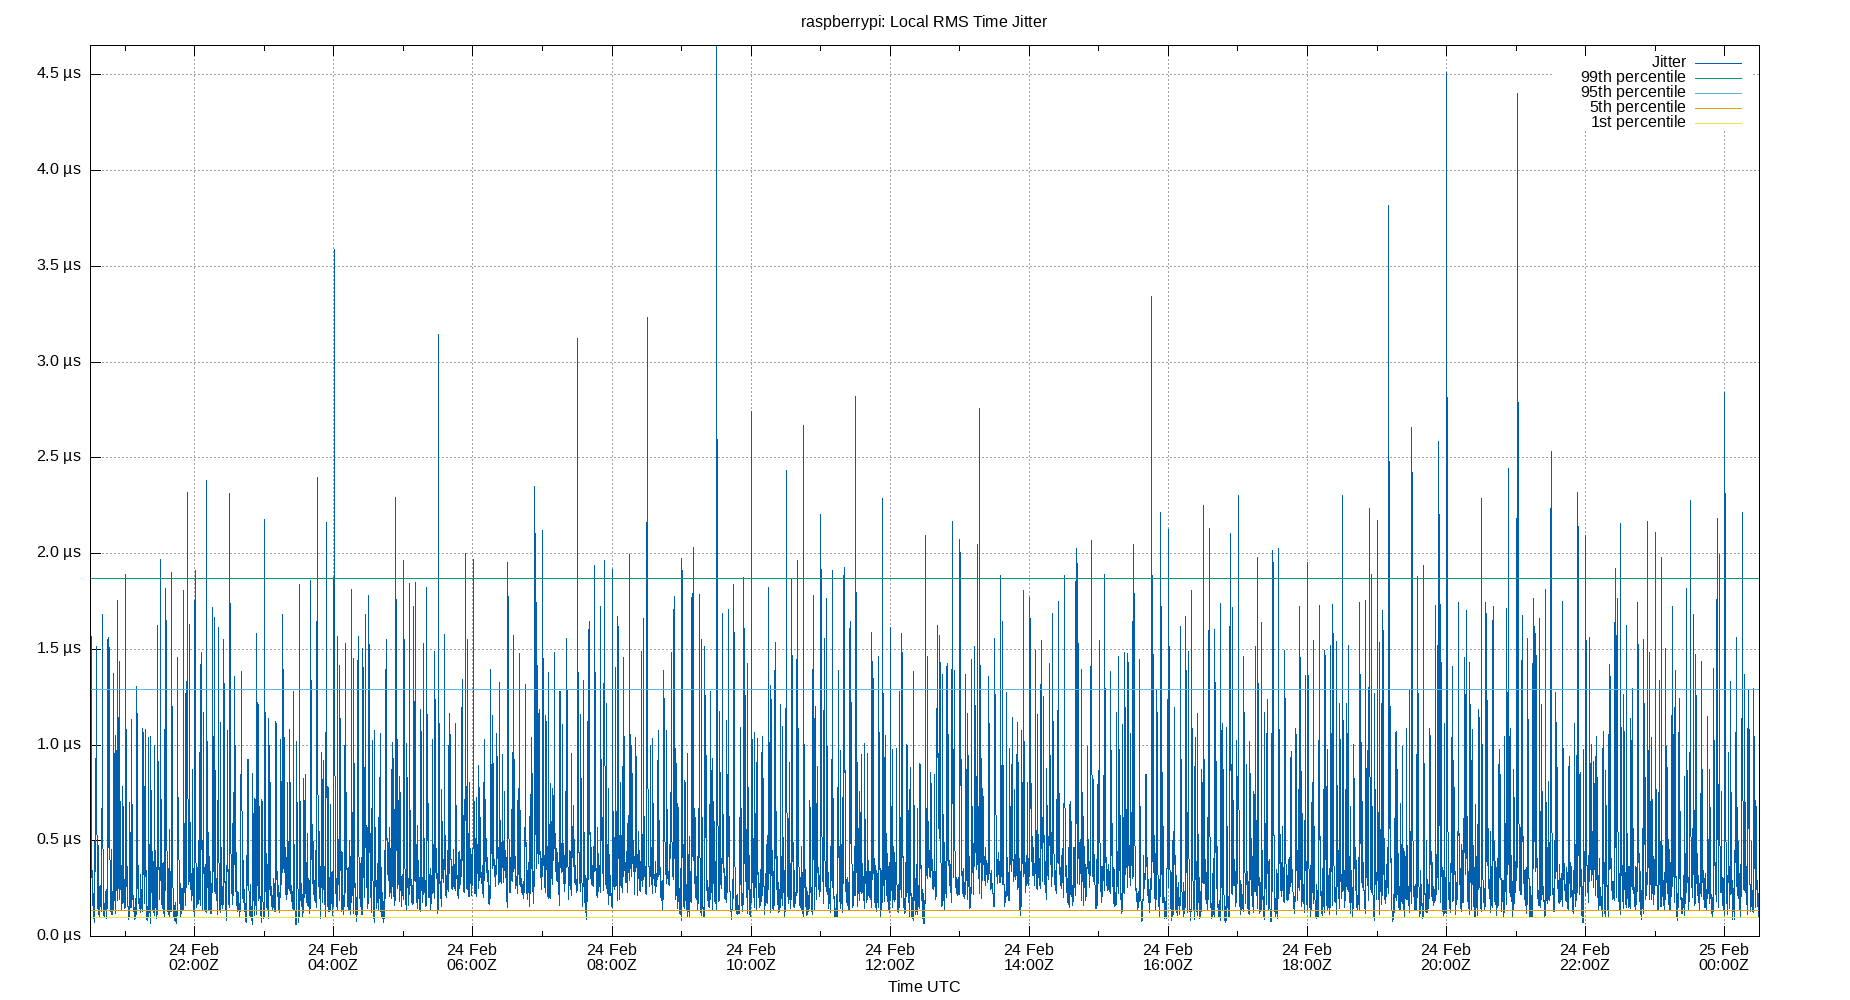 raspberrypi: Local RMS Time Jitter
Jitter
99th percentile
95th percentile
5th percentile
1st percentile
4.5 µs
4.0 µs
3.5 µs
3.0 µs
2.5 µs
2.0 µs
1.5 µs
1.0 µs
0.5 µs
0.0 µs
24 Feb 24 Feb 24 Feb 24 Feb 24 Feb 24 Feb 24 Feb 24 Feb 24 Feb 24 Feb 24 Feb 25 Feb
02:00Z 04:00Z 06:00Z 08:00Z 10:00Z 12:00Z 14:00Z 16:00Z 18:00Z 20:00Z 22:00Z 00:00Z
Time UTC